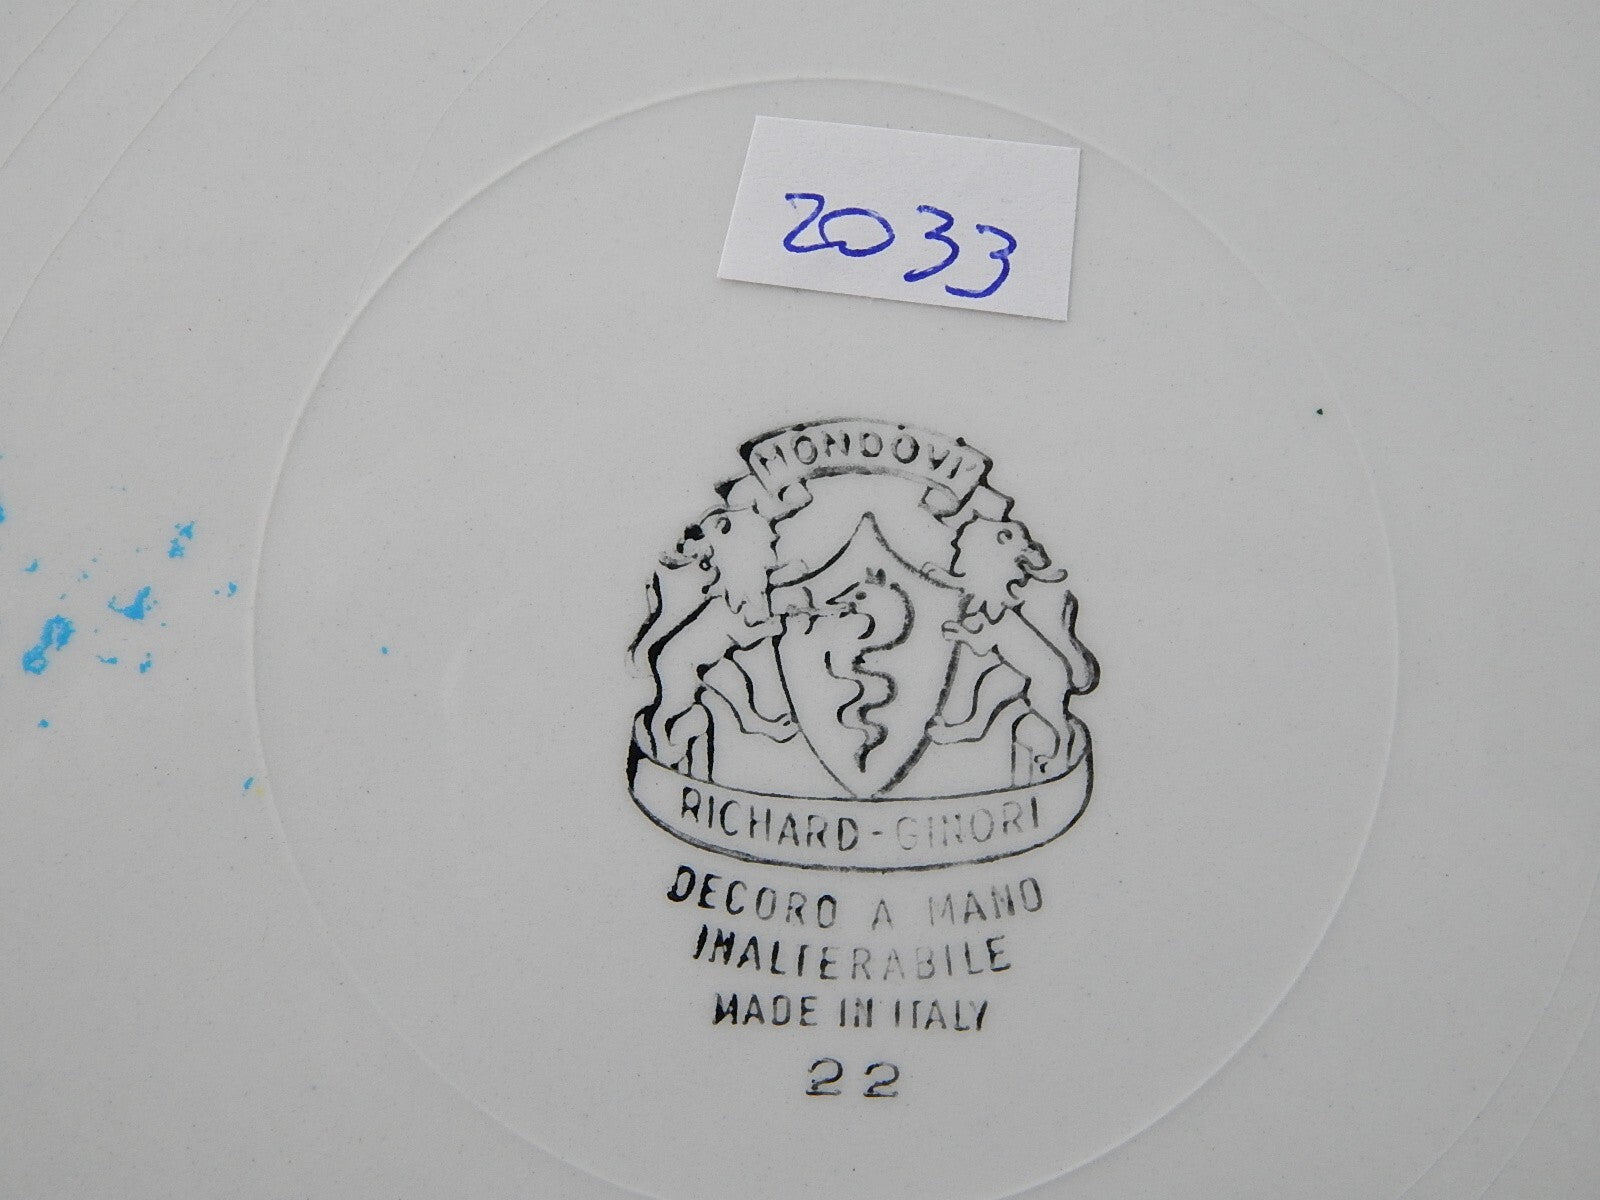 2033
MONDOVI'
RICHARD-GINORI
DECORO A MANO
INALTERABILE
MADE IN ITALY
22